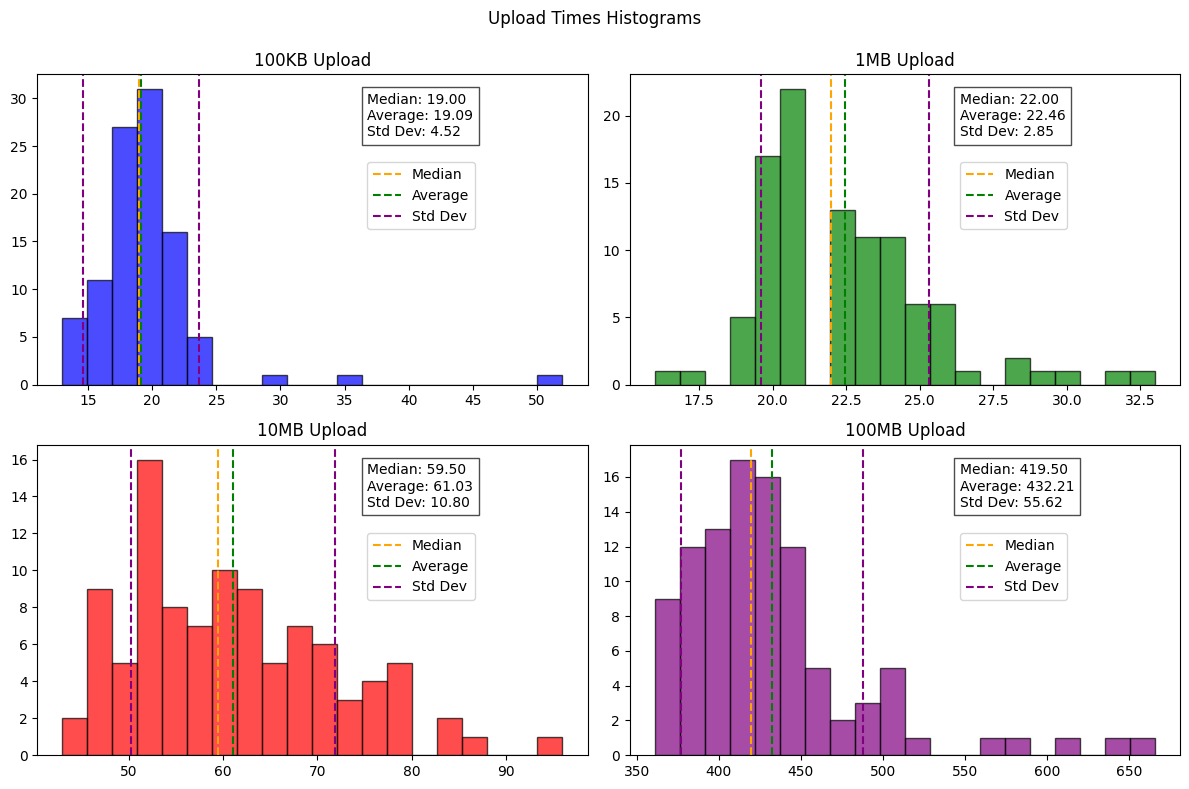 Upload Times Histograms
100KB Upload
30
25
20
15
10
5
0
15 20 25 30 35 40 45 50
Median: 19.00
Average: 19.09
Std Dev: 4.52
Median
Average
Std Dev
1MB Upload
20
15
10
5
0
17.5 20.0 22.5 25.0 27.5 30.0 32.5
Median: 22.00
Average: 22.46
Std Dev: 2.85
Median
Average
Std Dev
10MB Upload
16
14
12
10
8
6
4
2
0
50 60 70 80 90
Median: 59.50
Average: 61.03
Std Dev: 10.80
Median
Average
Std Dev
100MB Upload
16
14
12
10
8
6
4
2
0
350 400 450 500 550 600 650
Median: 419.50
Average: 432.21
Std Dev: 55.62
Median
Average
Std Dev